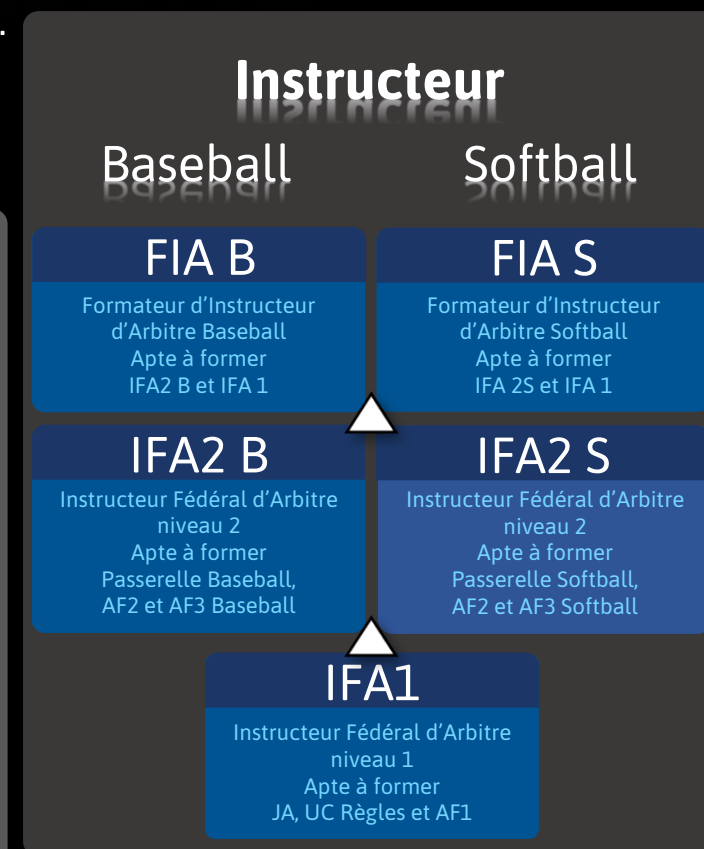 Instructeur
Baseball
Softball
FIA B
Formateur d'Instructeur
d'Arbitre Baseball
Apte à former
IFA2 B et IFA 1
FIA S
Formateur d'Instructeur
d'Arbitre Softball
Apte à former
IFA 2S et IFA 1
IFA2 B
Instructeur Fédéral d'Arbitre
niveau 2
Apte à former
Passerelle Baseball,
AF2 et AF3 Baseball
IFA2 S
Instructeur Fédéral d'Arbitre
niveau 2
Apte à former
Passerelle Softball,
AF2 et AF3 Softball
IFA1
Instructeur Fédéral d'Arbitre
niveau 1
Apte à former
JA, UC Règles et AF1